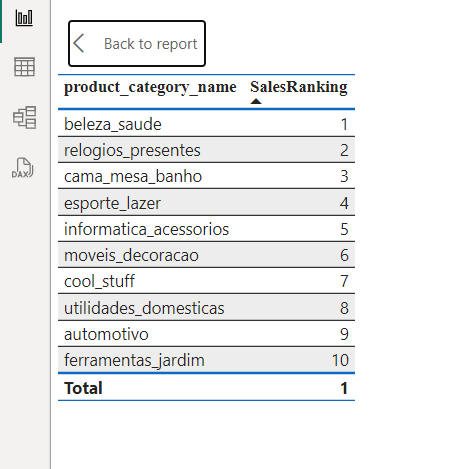 Back to report
product_category_name SalesRanking
beleza_saude 1
relogios_presentes 2
cama_mesa_banho 3
esporte_lazer 4
informatica_acessorios 5
moveis_decoracao 6
cool_stuff 7
utilidades_domesticas 8
automotivo 9
ferramentas_jardim 10
Total 1
DAX